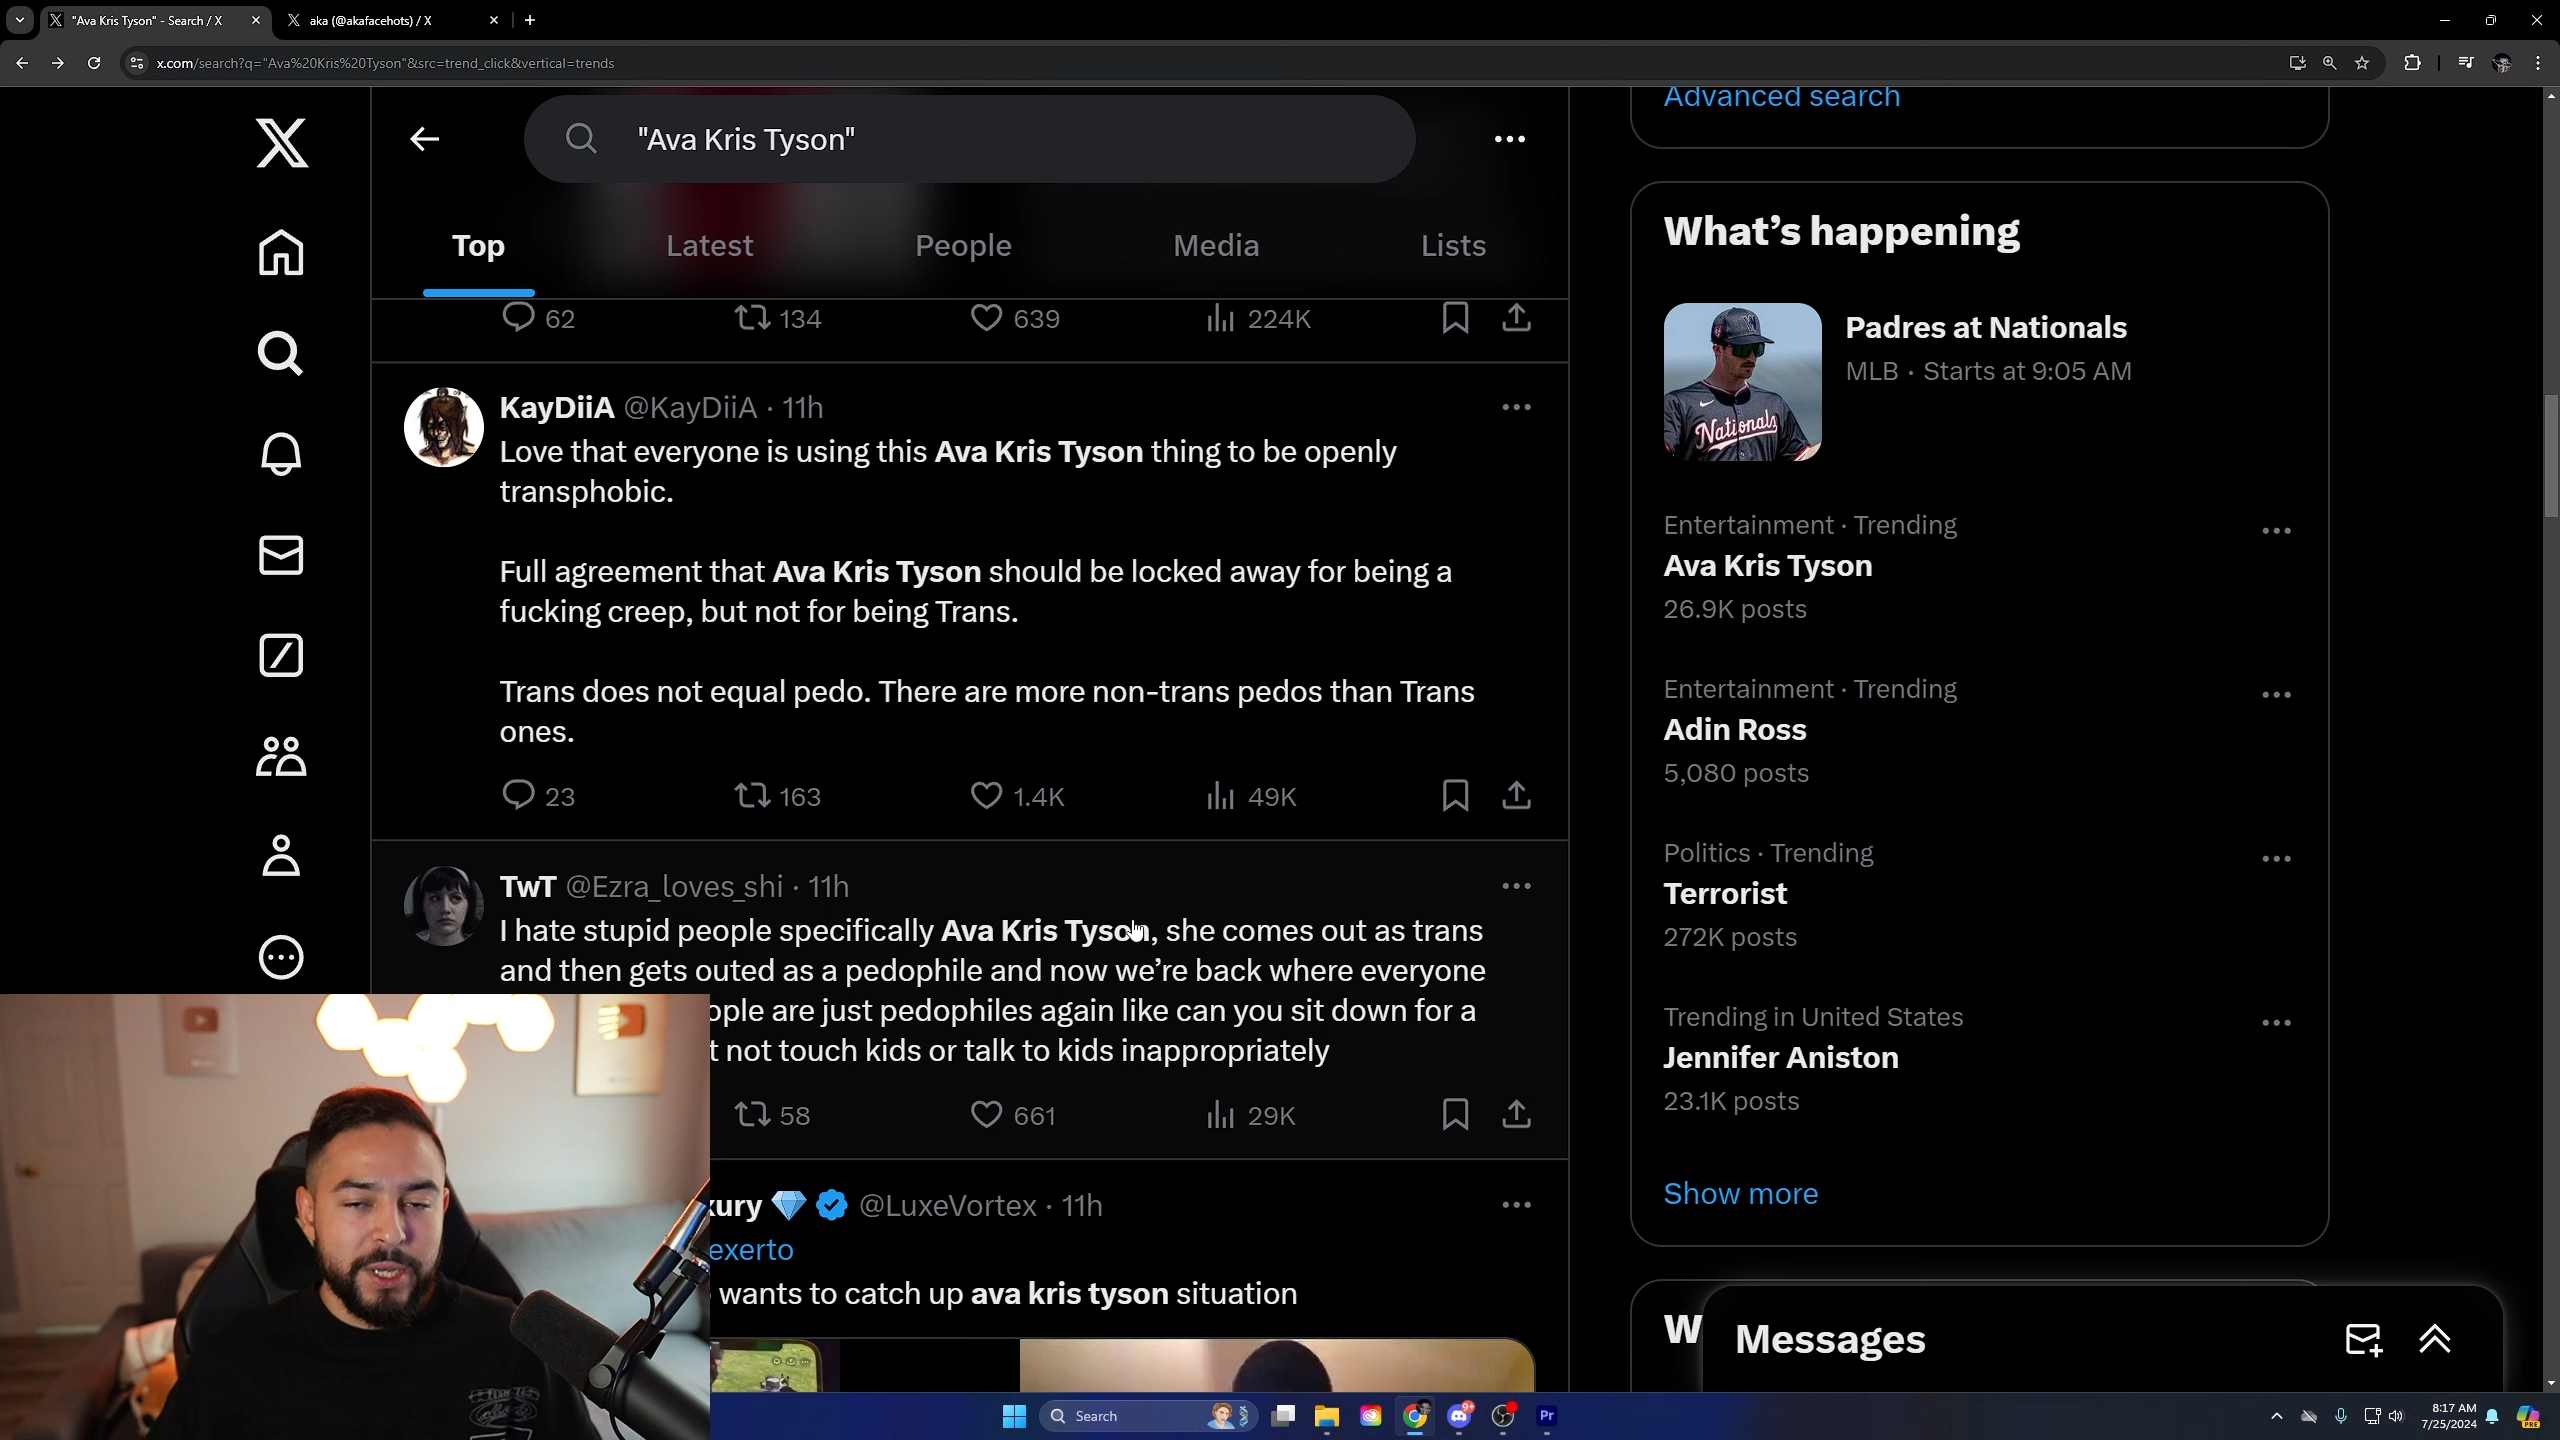 "Ava Kris Tyson" - Search / X
aka (@akafacehots) / X
x.com/search?q="Ava%20Kris%20Tyson"&src=trend_click&vertical=trends
"Ava Kris Tyson"
Top
Latest
People
Media
Lists
62
134
639
224K
KayDiiA @KayDiiA · 11h
Love that everyone is using this Ava Kris Tyson thing to be openly
transphobic.
Full agreement that Ava Kris Tyson should be locked away for being a
fucking creep, but not for being Trans.
Trans does not equal pedo. There are more non-trans pedos than Trans
ones.
23
163
1.4K
49K
TwT @Ezra_loves_shi · 11h
I hate stupid people specifically Ava Kris Tyson, she comes out as trans
and then gets outed as a pedophile and now we're back where everyone
ople are just pedophiles again like can you sit down for a
t not touch kids or talk to kids inappropriately
58
661
29K
xury @LuxeVortex · 11h
exerto
wants to catch up ava kris tyson situation
Advanced search
What's happening
Nationals
Padres at Nationals
MLB · Starts at 9:05 AM
Entertainment · Trending
Ava Kris Tyson
26.9K posts
Entertainment · Trending
Adin Ross
5,080 posts
Politics · Trending
Terrorist
272K posts
Trending in United States
Jennifer Aniston
23.1K posts
Show more
W
Messages
Search
9+
Pr
8:17 AM
7/25/2024
PRE